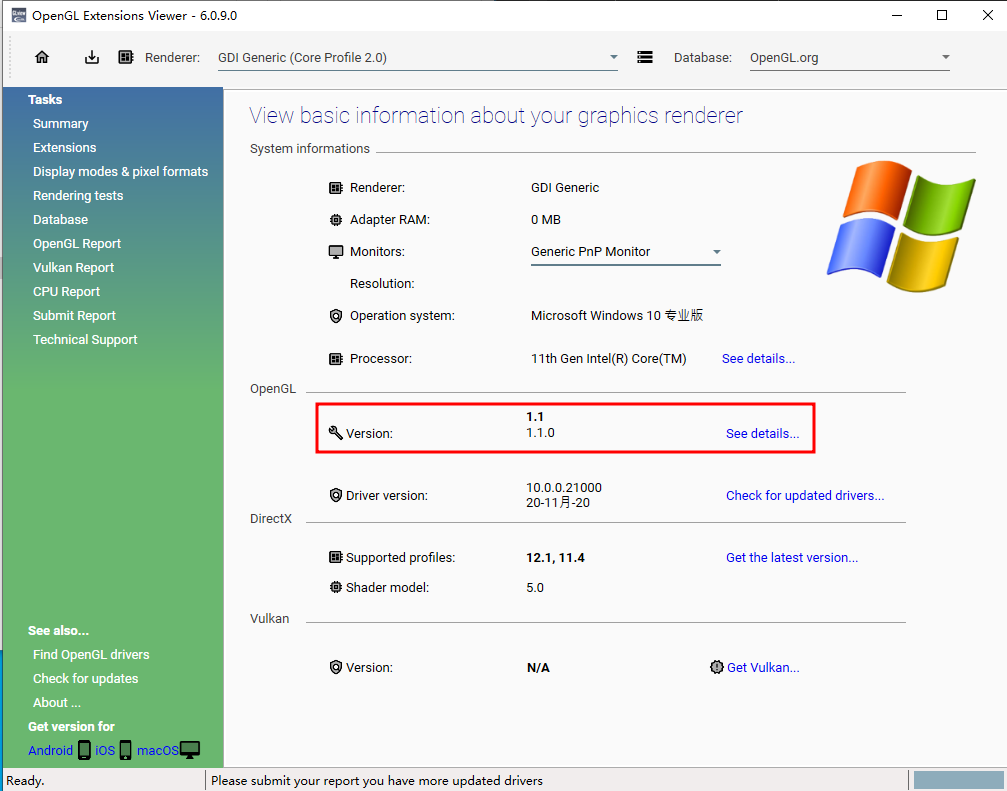 OpenGL Extensions Viewer - 6.0.9.0
Renderer: GDI Generic (Core Profile 2.0) Database: OpenGL.org
Tasks
Summary
Extensions
Display modes & pixel formats
Rendering tests
Database
OpenGL Report
Vulkan Report
CPU Report
Submit Report
Technical Support
See also...
Find OpenGL drivers
Check for updates
About ...
Get version for
Android iOS macOS
View basic information about your graphics renderer
System informations
Renderer: GDI Generic
Adapter RAM: 0 MB
Monitors: Generic PnP Monitor
Resolution:
Operation system: Microsoft Windows 10 专业版
Processor: 11th Gen Intel(R) Core(TM) See details...
OpenGL
1.1
Version: 1.1.0 See details...
Driver version: 10.0.0.21000 Check for updated drivers...
20-11月-20
DirectX
Supported profiles: 12.1, 11.4 Get the latest version...
Shader model: 5.0
Vulkan
Version: N/A Get Vulkan...
Ready. Please submit your report you have more updated drivers